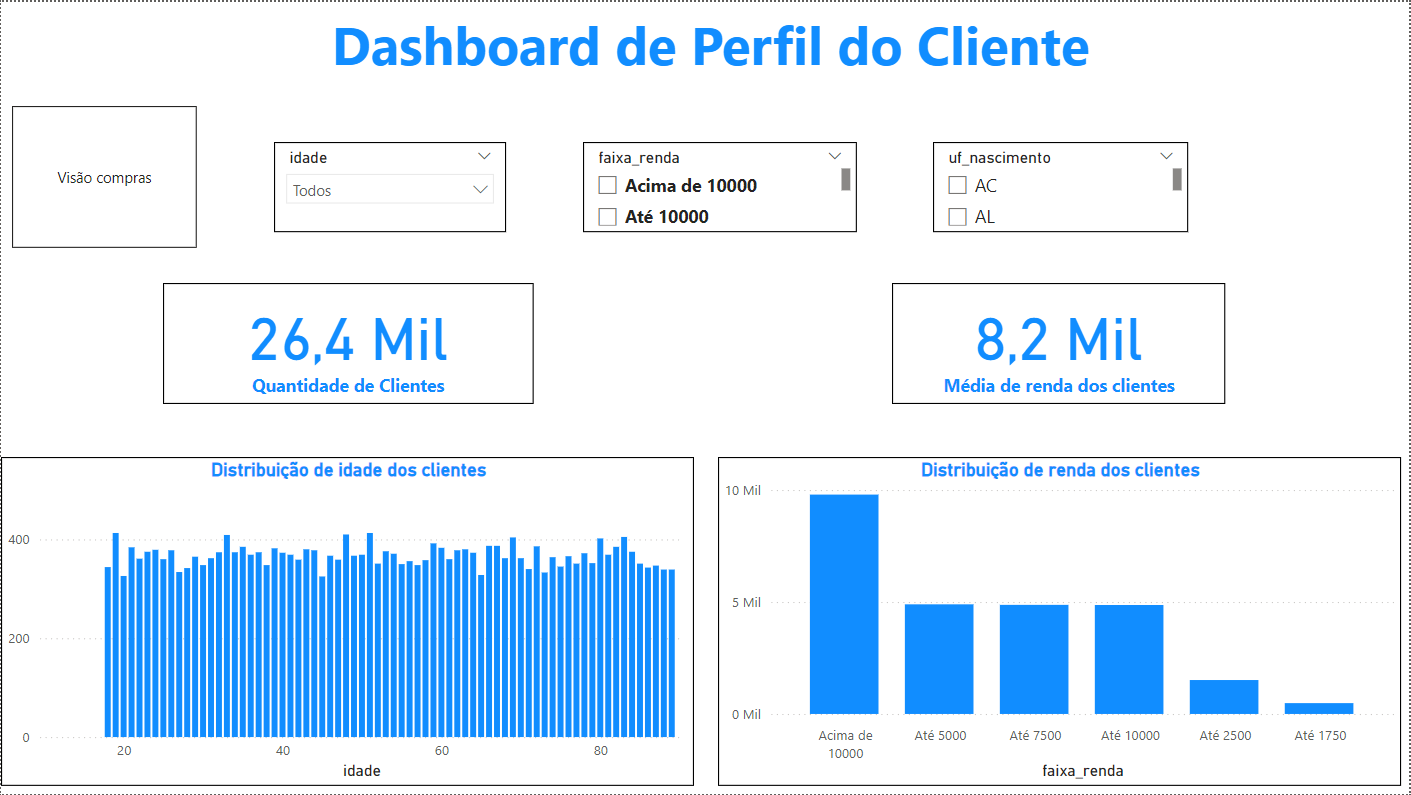 Dashboard de Perfil do Cliente
Visão compras
idade
Todos
faixa_renda
Acima de 10000
Até 10000
uf_nascimento
AC
AL
26,4 Mil
Quantidade de Clientes
8,2 Mil
Média de renda dos clientes
Distribuição de idade dos clientes
400
200
0
20 40 60 80
idade
Distribuição de renda dos clientes
10 Mil
5 Mil
0 Mil
Acima de
10000
Até 5000
Até 7500
Até 10000
Até 2500
Até 1750
faixa_renda